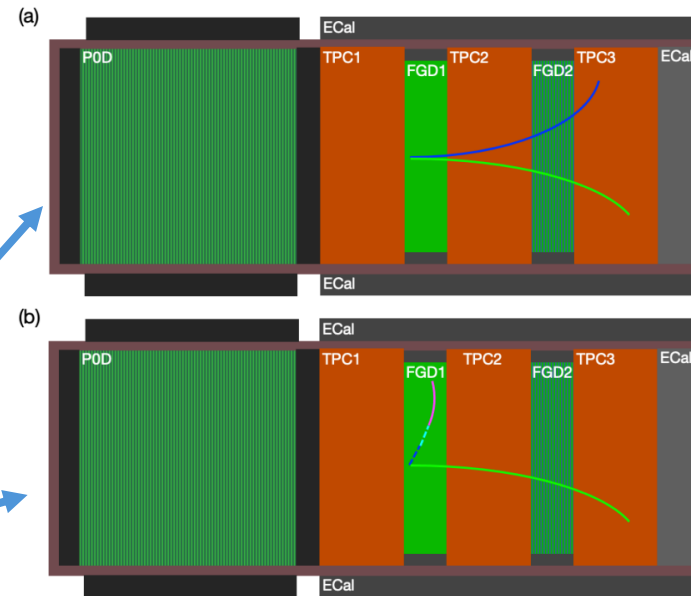 (a)
ECal
P0D TPC1 FGD1 TPC2 FGD2 TPC3 ECal
ECal
(b)
ECal
P0D TPC1 FGD1 TPC2 FGD2 TPC3 ECal
ECal